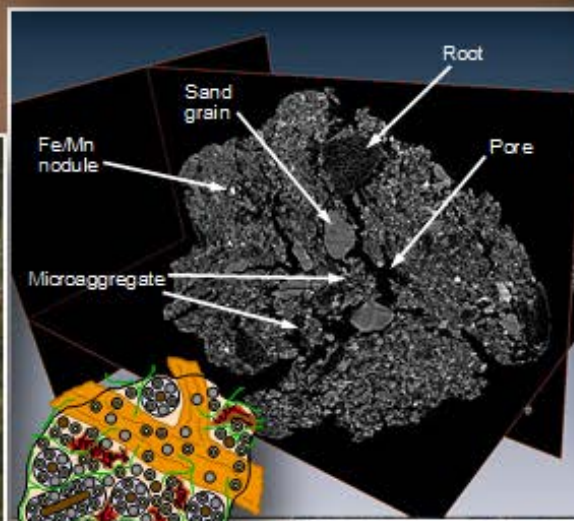 Root
Sand
grain
Fe/Mn
nodule
Pore
Microaggregate